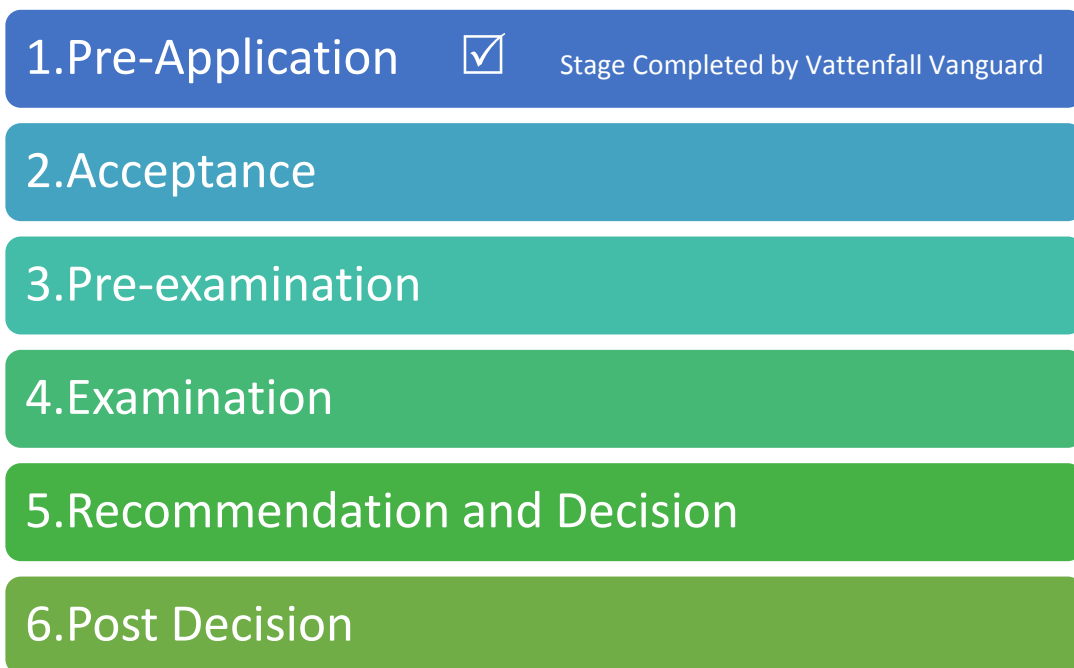 1.Pre-Application ☑ Stage Completed by Vattenfall Vanguard
2.Acceptance
3.Pre-examination
4.Examination
5.Recommendation and Decision
6.Post Decision